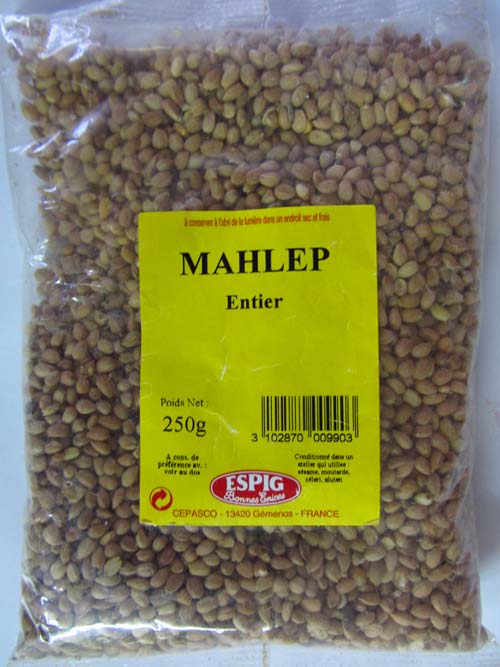 à conserver à l'abri de la lumière dans un endroit sec et frais
MAHLEP
Entier
Poids Net :
250g
3 102870 009903
A cons. de
préférence av. :
voir au dos
Conditionné dans un
atelier qui utilise :
sésame, moutarde,
céleri, gluten
ESPIG
Bonnes Épices
CEPASCO - 13420 Gémenos - FRANCE